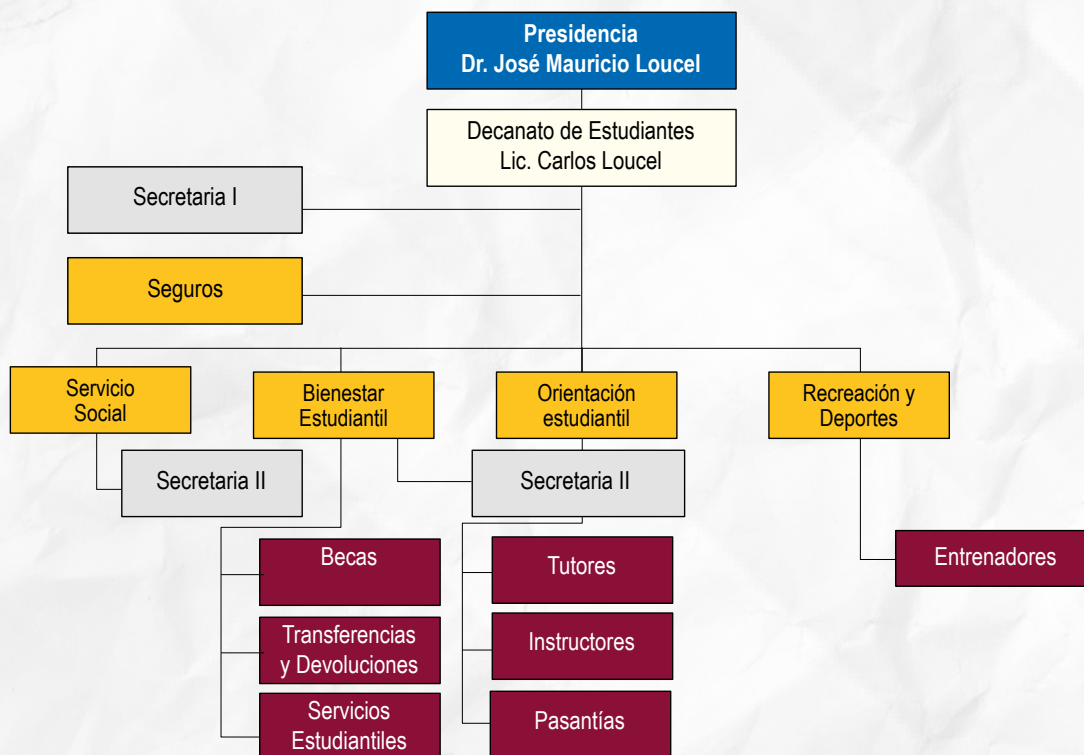 Presidencia
Dr. José Mauricio Loucel
Decanato de Estudiantes
Lic. Carlos Loucel
Secretaria I
Seguros
Servicio
Social
Bienestar
Estudiantil
Orientación
estudiantil
Recreación y
Deportes
Secretaria II
Secretaria II
Becas
Transferencias
y Devoluciones
Servicios
Estudiantiles
Tutores
Instructores
Pasantías
Entrenadores